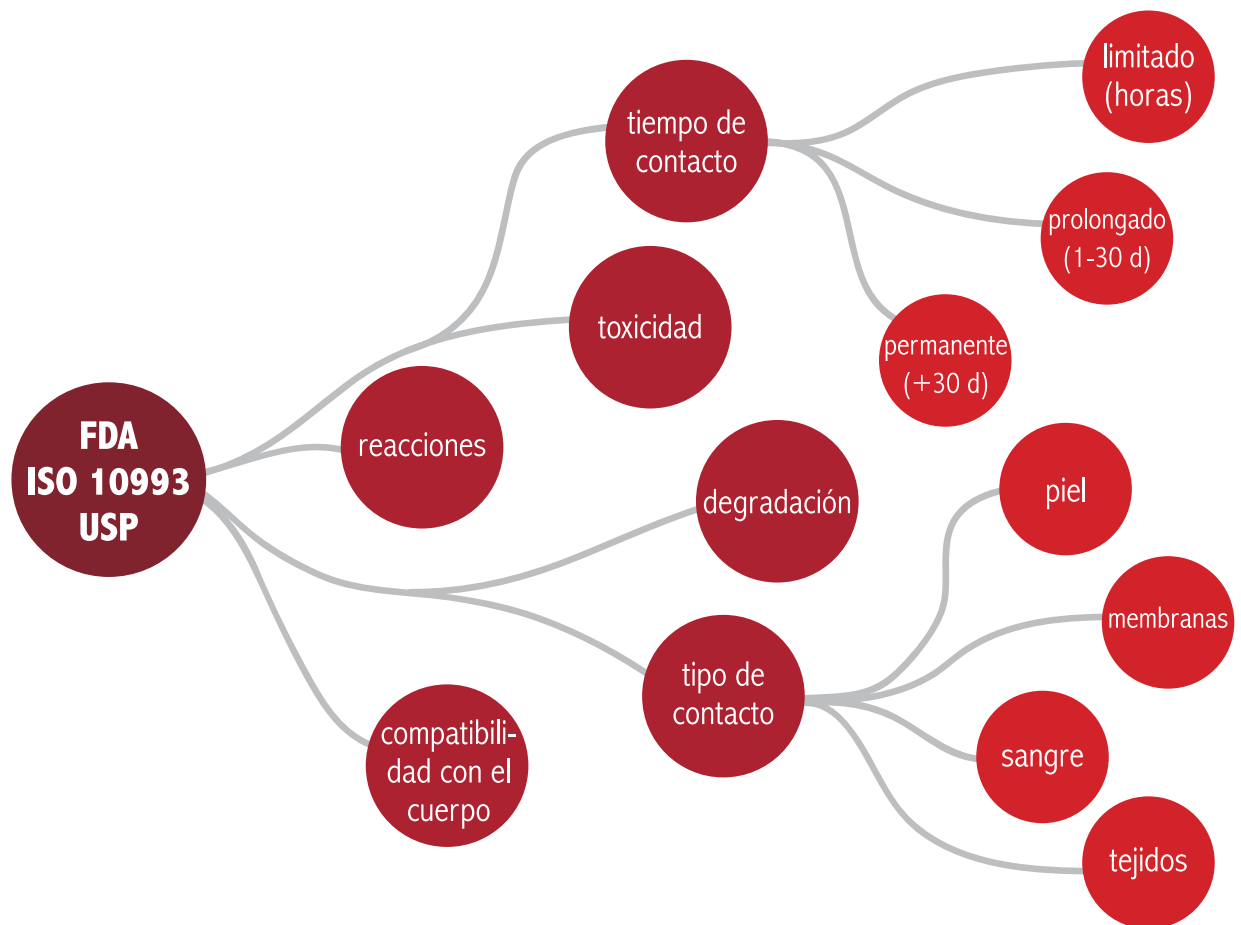 FDA
ISO 10993
USP
tiempo de
contacto
limitado
(horas)
prolongado
(1-30 d)
permanente
(+30 d)
toxicidad
reacciones
degradación
tipo de
contacto
piel
membranas
sangre
tejidos
compatibili-
dad con el
cuerpo